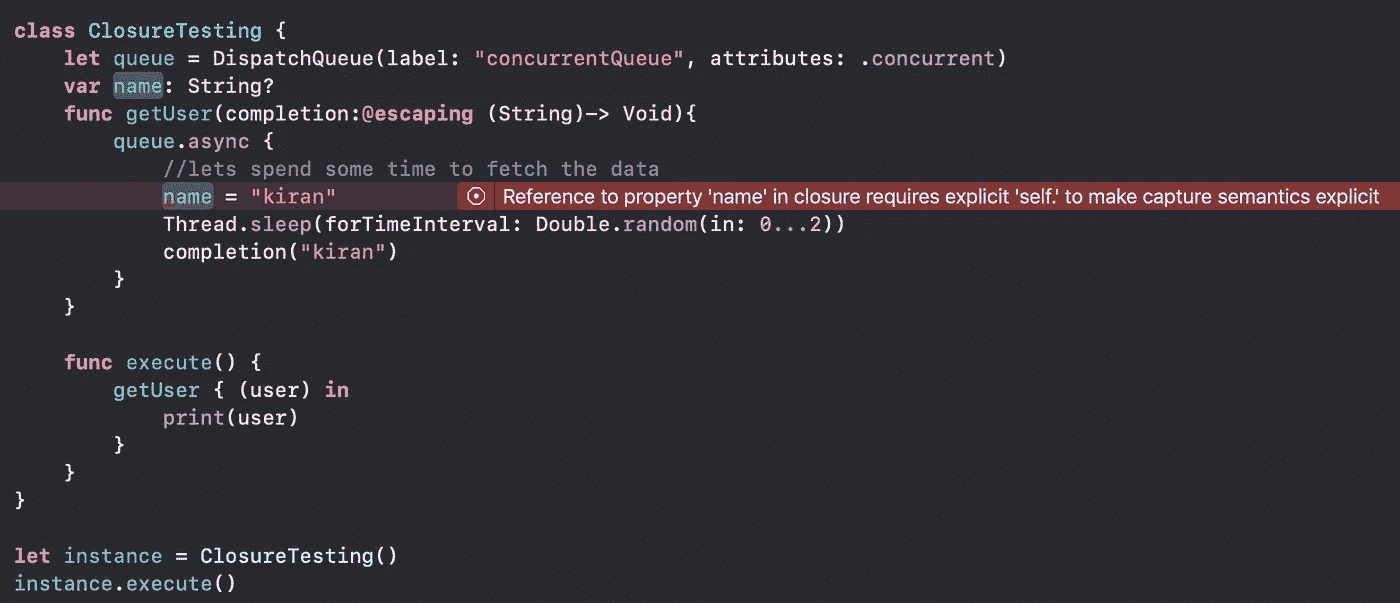 class ClosureTesting {
    let queue = DispatchQueue(label: "concurrentQueue", attributes: .concurrent)
    var name: String?
    func getUser(completion:@escaping (String)-> Void){
        queue.async {
            //lets spend some time to fetch the data
            name = "kiran" Reference to property 'name' in closure requires explicit 'self.' to make capture semantics explicit
            Thread.sleep(forTimeInterval: Double.random(in: 0...2))
            completion("kiran")
        }
    }

    func execute() {
        getUser { (user) in
            print(user)
        }
    }
}

let instance = ClosureTesting()
instance.execute()